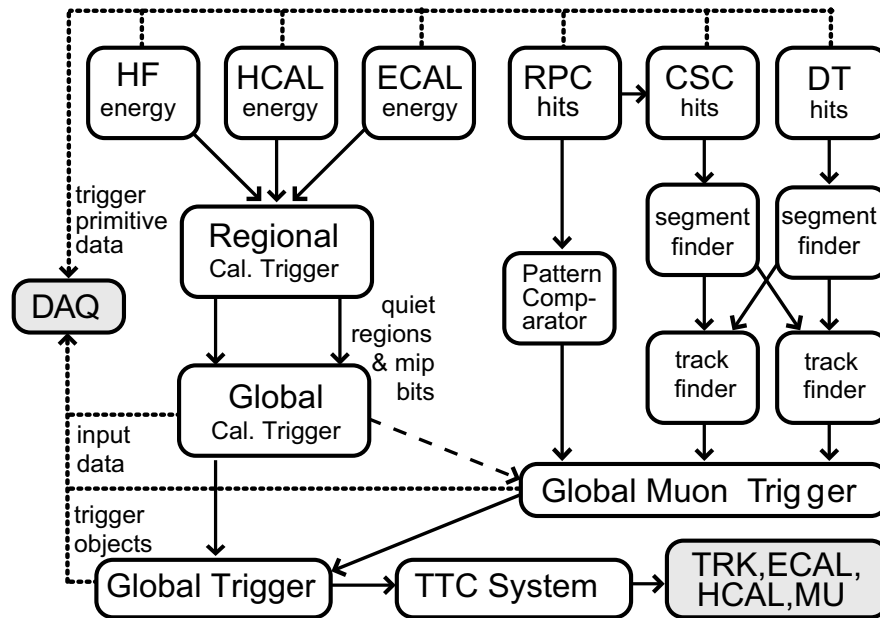 HF
energy
HCAL
energy
ECAL
energy
RPC
hits
CSC
hits
DT
hits
trigger
primitive
data
Regional
Cal. Trigger
segment
finder
segment
finder
Pattern
Comp-
arator
DAQ
quiet
regions
& mip
bits
track
finder
track
finder
Global
Cal. Trigger
input
data
Global Muon Trigger
trigger
objects
Global Trigger
TTC System
TRK,ECAL,
HCAL,MU